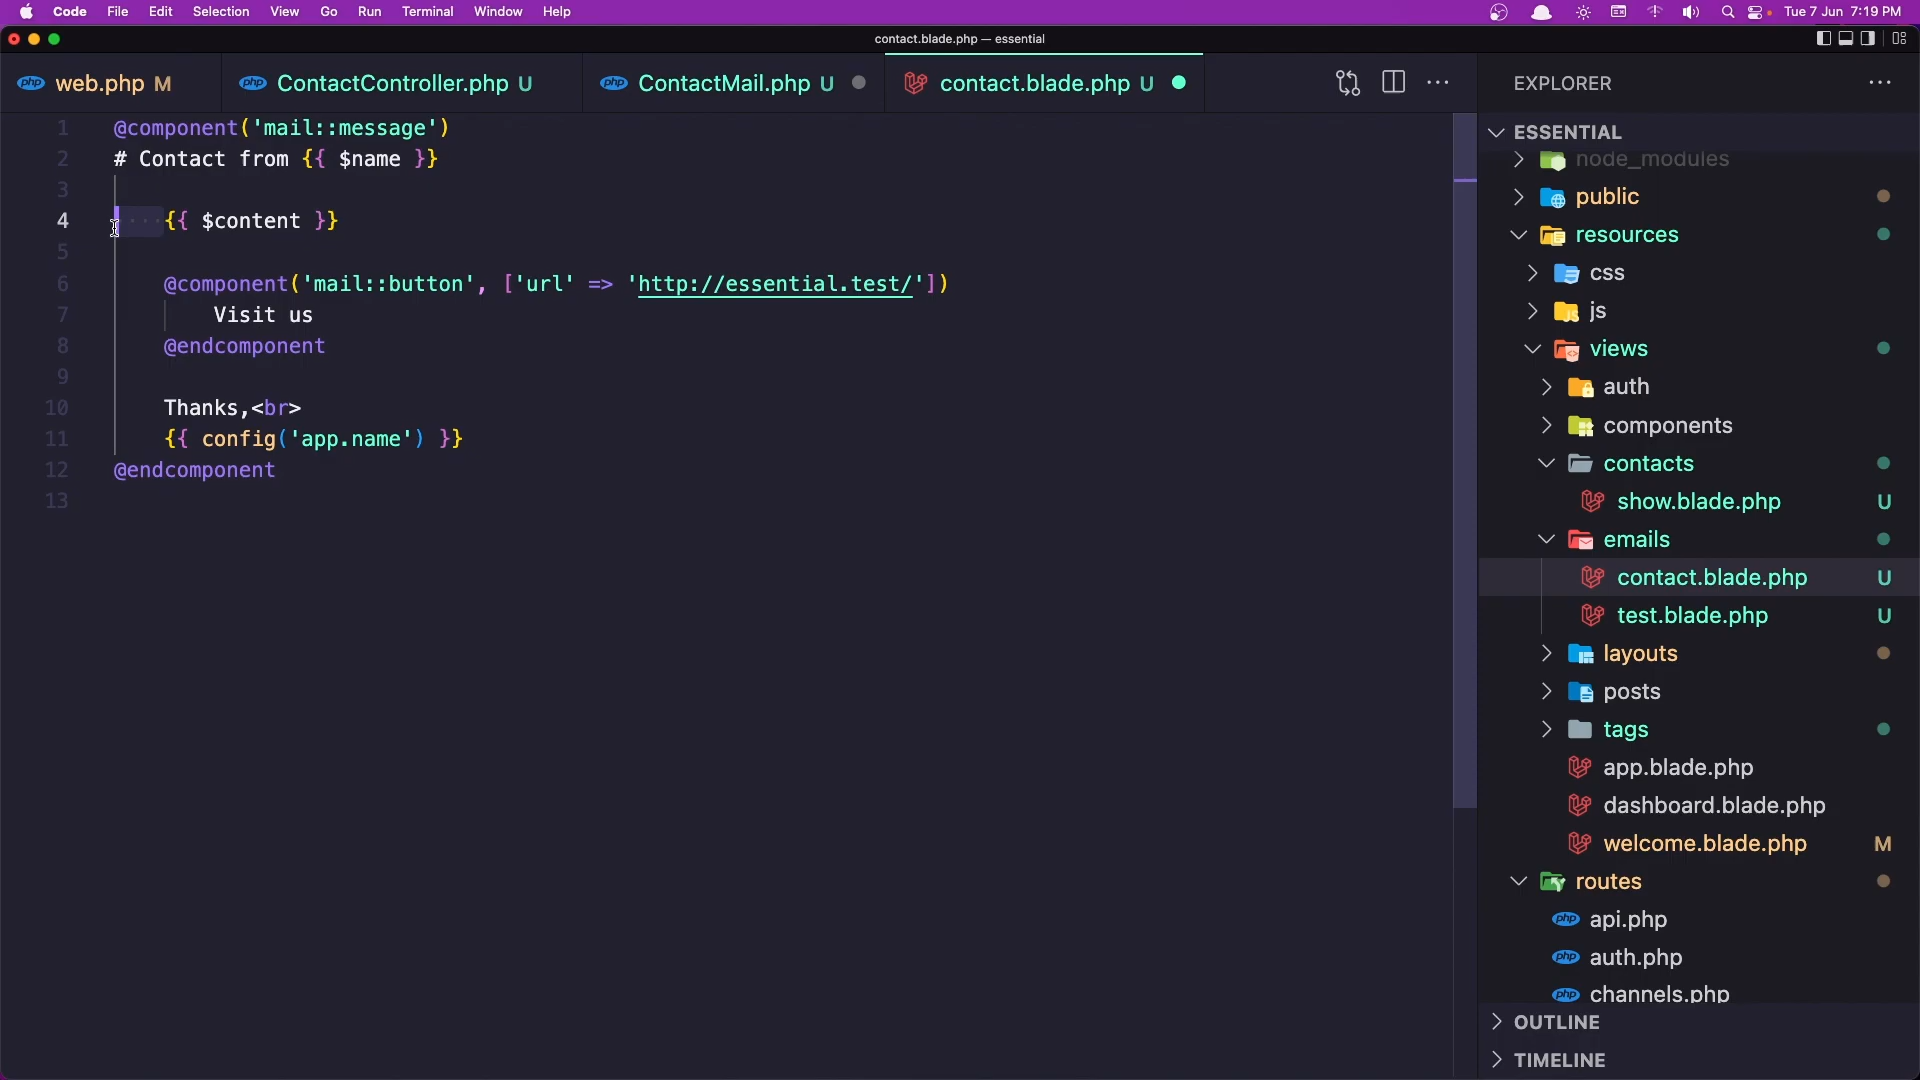 Code File Edit Selection View Go Run Terminal Window Help Tue 7 Jun 7:19 PM
contact.blade.php — essential
web.php M ContactController.php U ContactMail.php U contact.blade.php U
1 @component('mail::message')
2 # Contact from {{ $name }}
3
4 {{ $content }}
5
6 @component('mail::button', ['url' => 'http://essential.test/'])
7 Visit us
8 @endcomponent
9
10 Thanks,<br>
11 {{ config('app.name') }}
12 @endcomponent
13
EXPLORER
ESSENTIAL
node_modules
public
resources
css
js
views
auth
components
contacts
show.blade.php U
emails
contact.blade.php U
test.blade.php U
layouts
posts
tags
app.blade.php
dashboard.blade.php
welcome.blade.php M
routes
php api.php
php auth.php
php channels.php
OUTLINE
TIMELINE